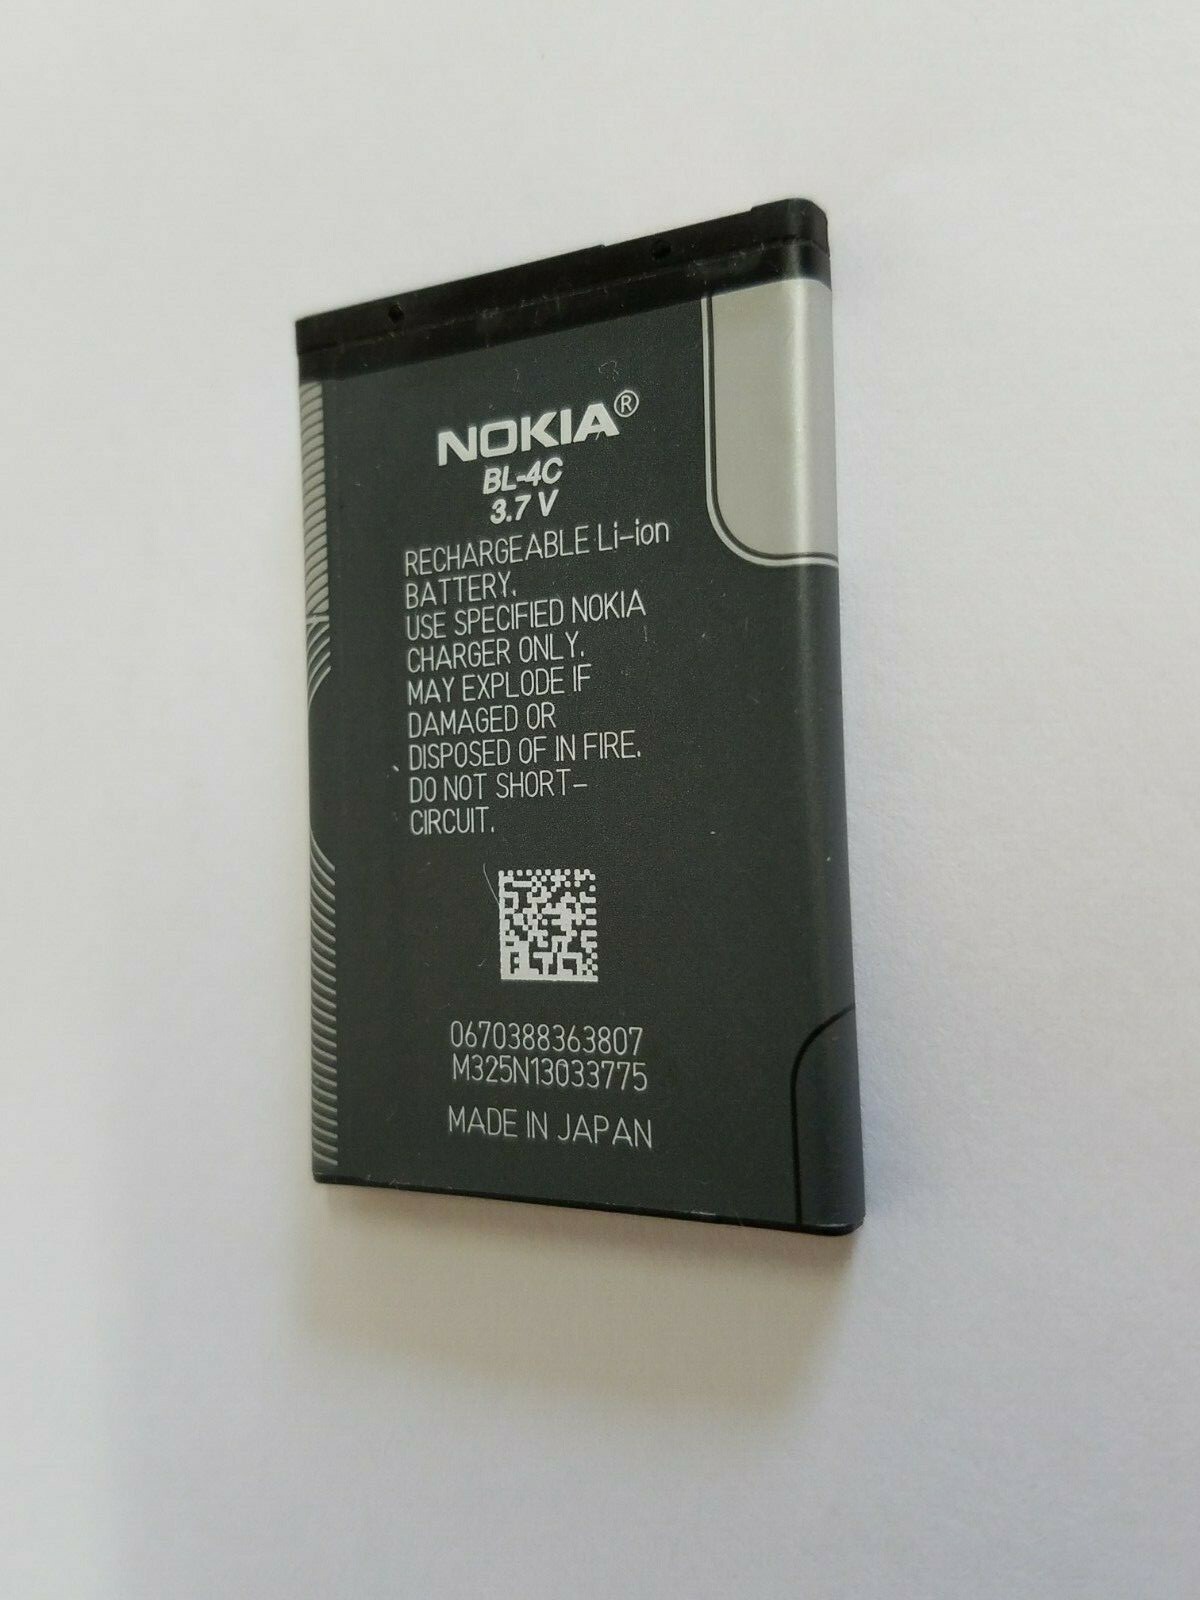 NOKIA®
BL-4C
3.7 V
RECHARGEABLE Li-ion
BATTERY.
USE SPECIFIED NOKIA
CHARGER ONLY.
MAY EXPLODE IF
DAMAGED OR
DISPOSED OF IN FIRE.
DO NOT SHORT-
CIRCUIT.
0670388363807
M325N13033775
MADE IN JAPAN